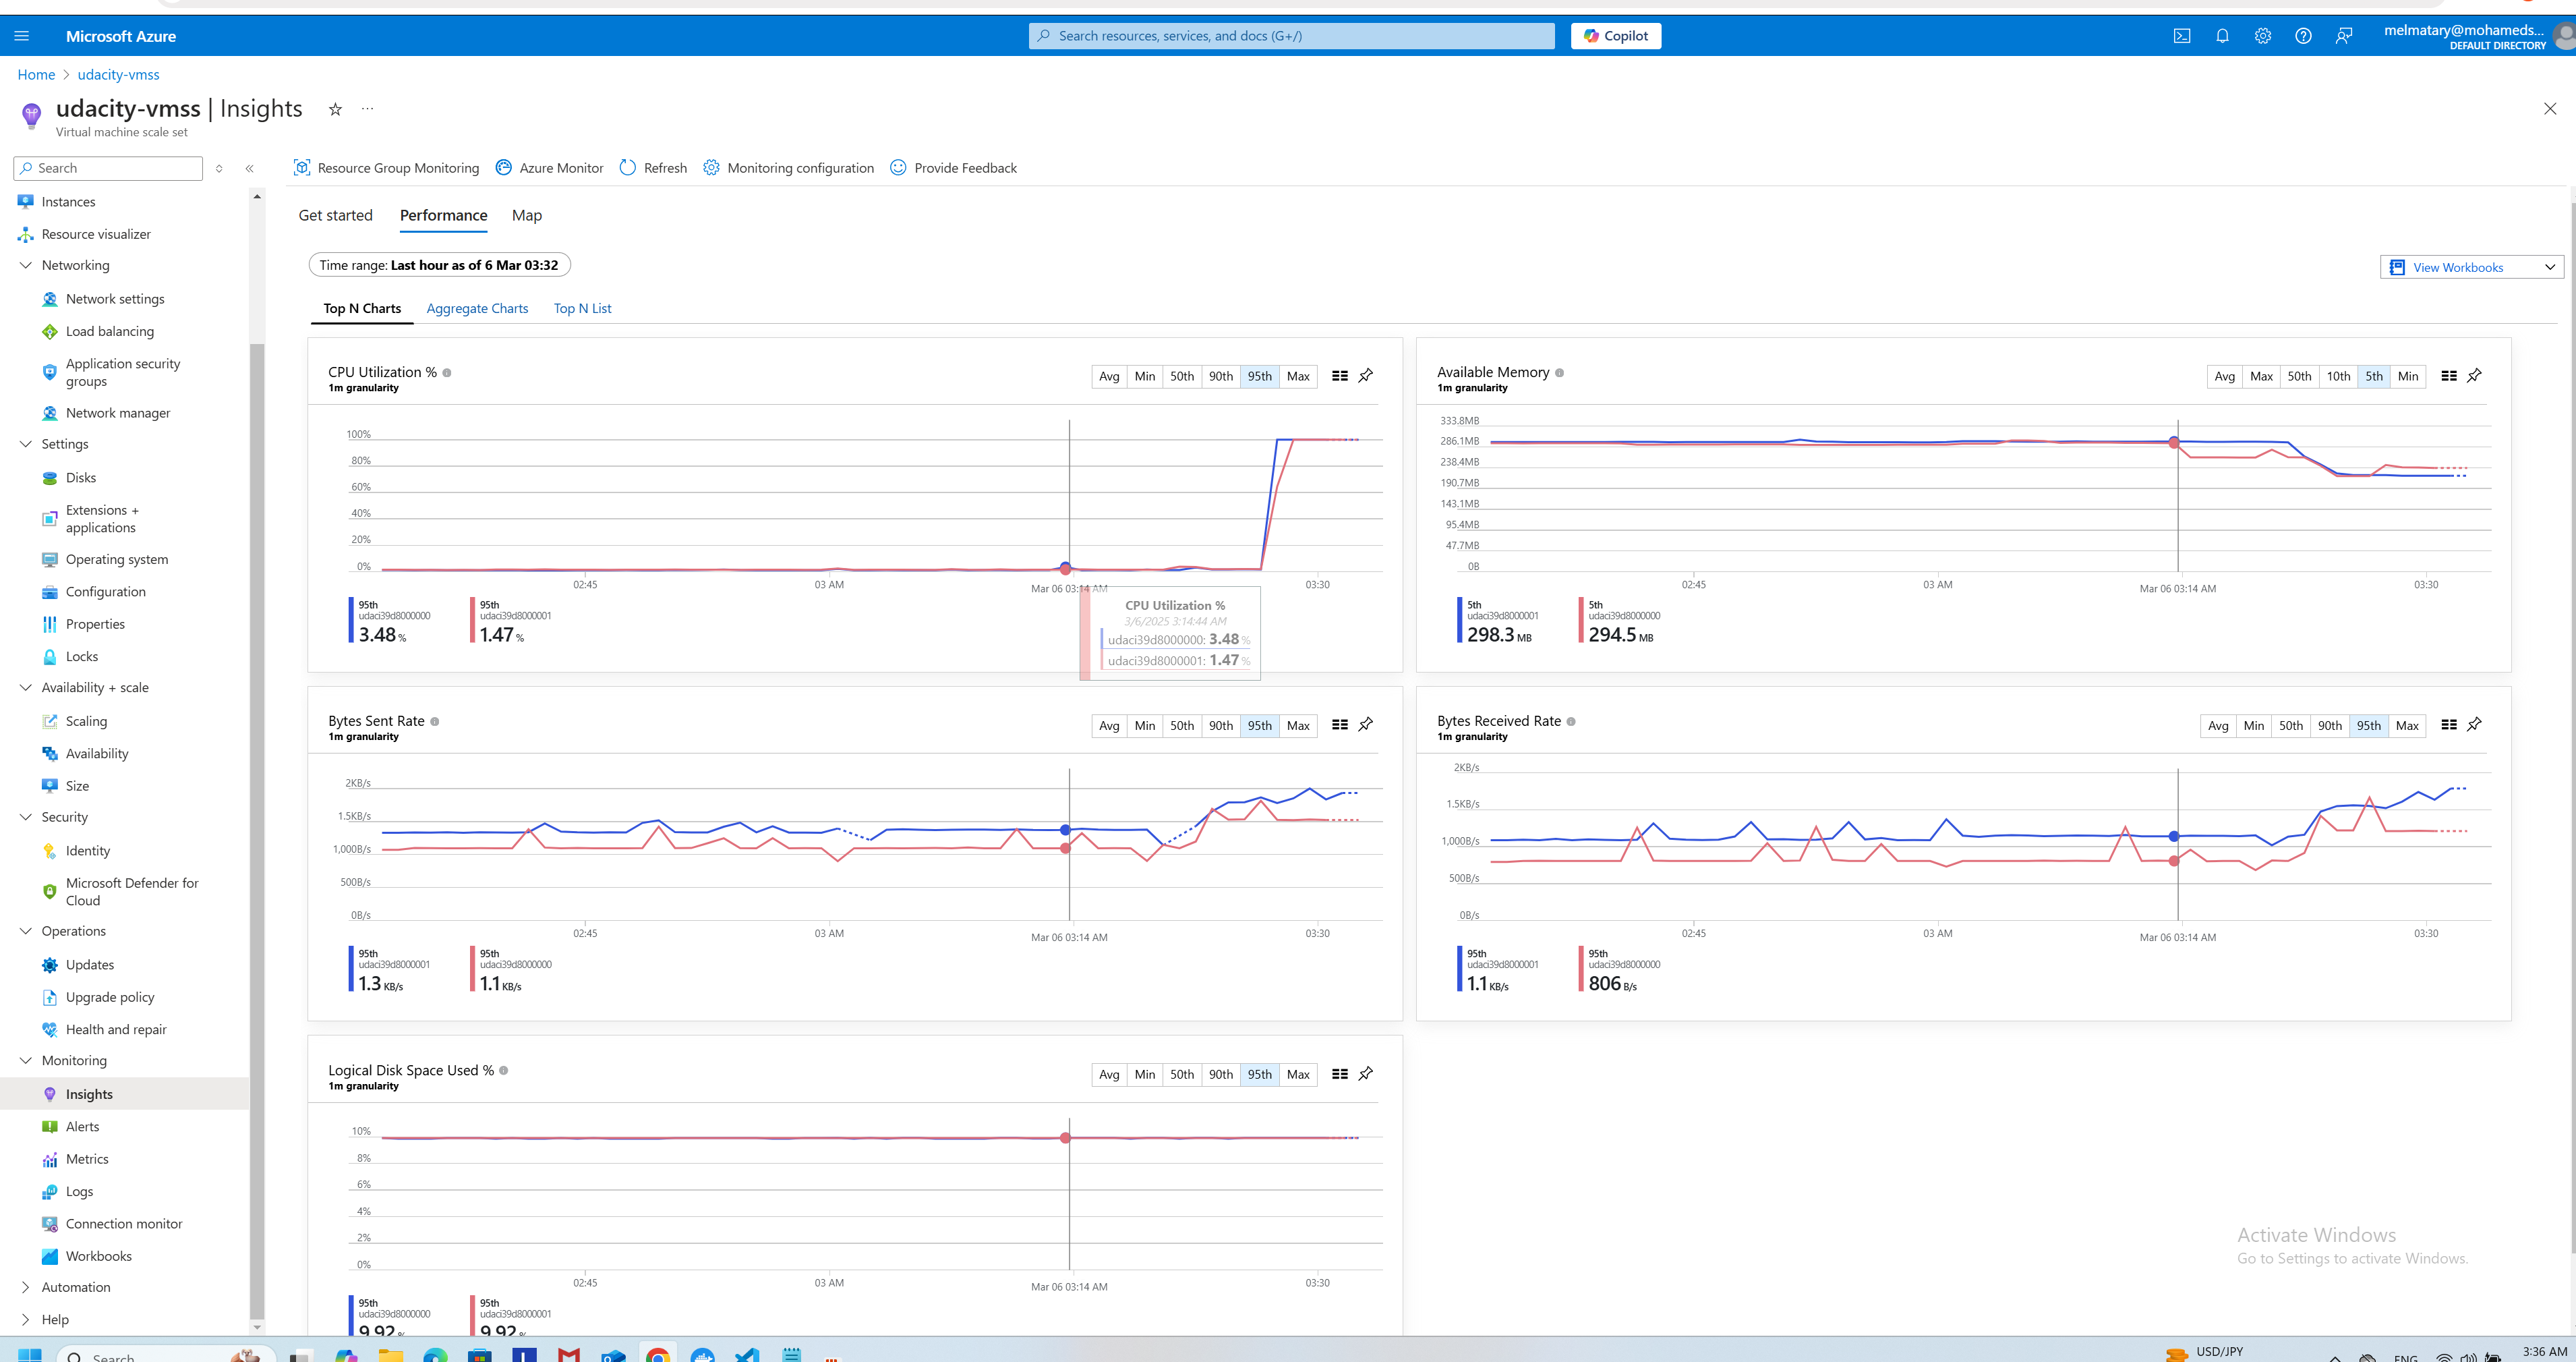 Microsoft Azure
Search resources, services, and docs (G+/)
Copilot
melmatary@mohameds...
DEFAULT DIRECTORY
Home > udacity-vmss
udacity-vmss | Insights
Virtual machine scale set
Search
Resource Group Monitoring
Azure Monitor
Refresh
Monitoring configuration
Provide Feedback
Instances
Resource visualizer
Networking
Network settings
Load balancing
Application security
groups
Network manager
Settings
Disks
Extensions +
applications
Operating system
Configuration
Properties
Locks
Availability + scale
Scaling
Availability
Size
Security
Identity
Microsoft Defender for
Cloud
Operations
Updates
Upgrade policy
Health and repair
Monitoring
Insights
Alerts
Metrics
Logs
Connection monitor
Workbooks
Automation
Help
Get started Performance Map
Time range: Last hour as of 6 Mar 03:32
View Workbooks
Top N Charts Aggregate Charts Top N List
CPU Utilization %
1m granularity
Avg Min 50th 90th 95th Max
100%
80%
60%
40%
20%
0%
02:45 03 AM Mar 06 03:14 AM 03:30
95th
udaci39d8000000
3.48 %
95th
udaci39d8000001
1.47 %
CPU Utilization %
3/6/2025 3:14:44 AM
udaci39d8000000: 3.48 %
udaci39d8000001: 1.47 %
Available Memory
1m granularity
Avg Max 50th 10th 5th Min
333.8MB
286.1MB
238.4MB
190.7MB
143.1MB
95.4MB
47.7MB
0B
02:45 03 AM Mar 06 03:14 AM 03:30
5th
udaci39d8000001
298.3 MB
5th
udaci39d8000000
294.5 MB
Bytes Sent Rate
1m granularity
Avg Min 50th 90th 95th Max
2KB/s
1.5KB/s
1,000B/s
500B/s
0B/s
02:45 03 AM Mar 06 03:14 AM 03:30
95th
udaci39d8000001
1.3 KB/s
95th
udaci39d8000000
1.1 KB/s
Bytes Received Rate
1m granularity
Avg Min 50th 90th 95th Max
2KB/s
1.5KB/s
1,000B/s
500B/s
0B/s
02:45 03 AM Mar 06 03:14 AM 03:30
95th
udaci39d8000001
1.1 KB/s
95th
udaci39d8000000
806 B/s
Logical Disk Space Used %
1m granularity
Avg Min 50th 90th 95th Max
10%
8%
6%
4%
2%
0%
02:45 03 AM Mar 06 03:14 AM 03:30
95th
udaci39d8000000
9.92 %
95th
udaci39d8000001
9.92 %
Activate Windows
Go to Settings to activate Windows.
Search
USD/JPY
ENG
3:36 AM